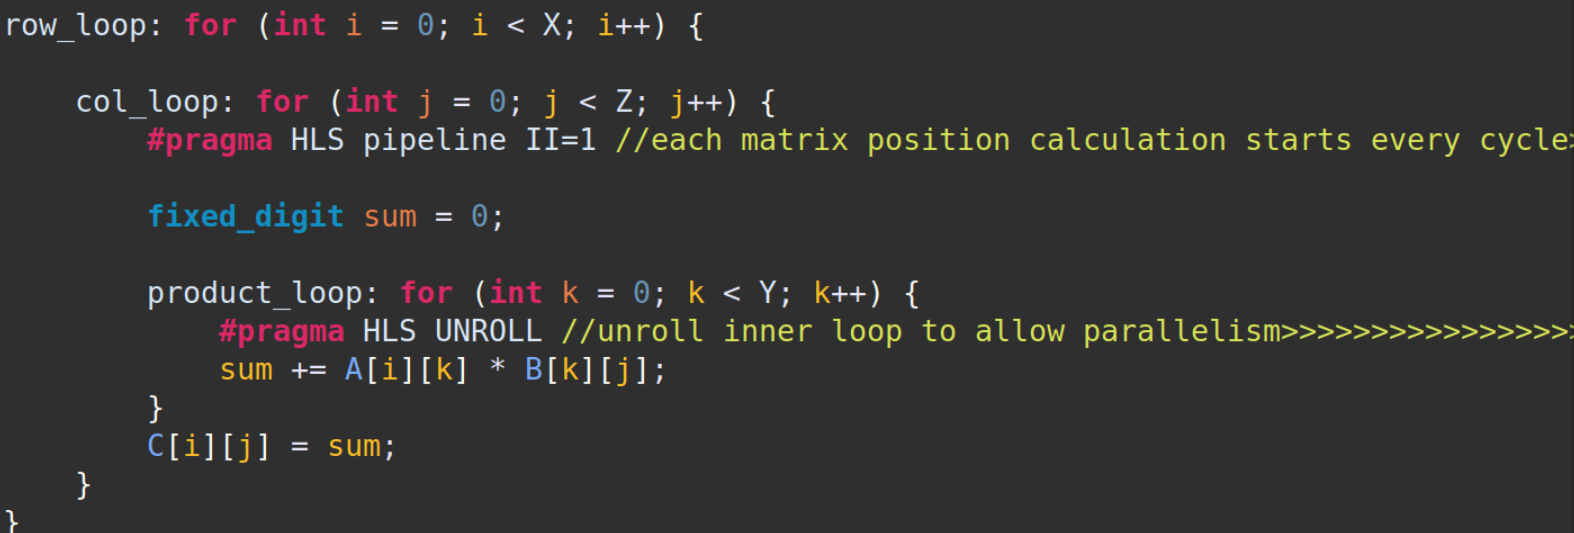 row_loop: for (int i = 0; i < X; i++) {
col_loop: for (int j = 0; j < Z; j++) {
#pragma HLS pipeline II=1 //each matrix position calculation starts every cycle>
fixed_digit sum = 0;
product_loop: for (int k = 0; k < Y; k++) {
#pragma HLS UNROLL //unroll inner loop to allow parallelism>>>>>>>>>>>>>>>>>
sum += A[i][k] * B[k][j];
}
C[i][j] = sum;
}
}